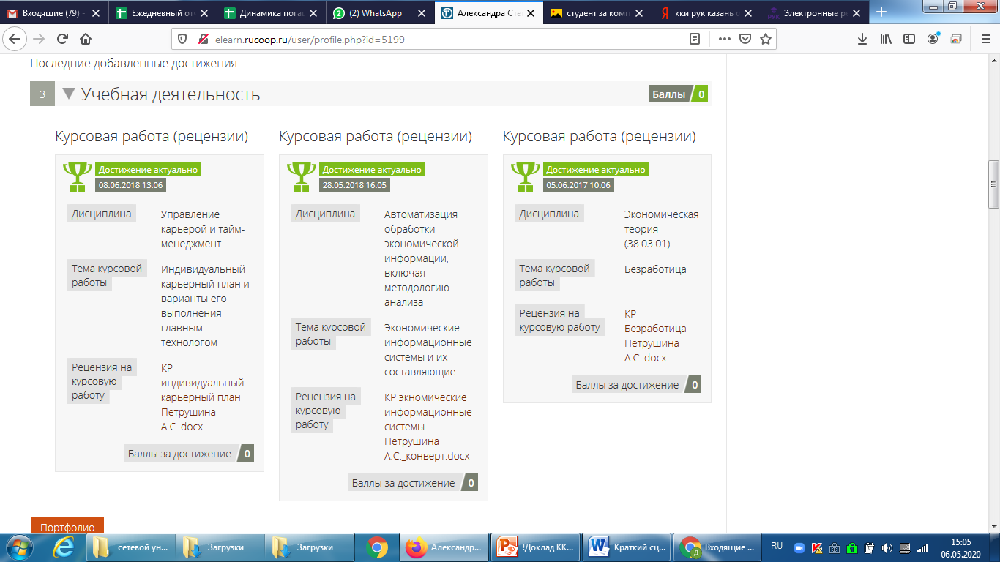 Входящие (79) -
Ежедневный от
Динамика пога
(2) WhatsApp
Александра Сте
студент за комп
кки рук казань с
Электронные р
elearn.rucoop.ru/user/profile.php?id=5199
Последние добавленные достижения
3
Учебная деятельность
Баллы 0
Курсовая работа (рецензии)
Достижение актуально
08.06.2018 13:06
Дисциплина
Управление
карьерой и тайм-
менеджмент
Тема курсовой
работы
Индивидуальный
карьерный план и
варианты его
выполнения
главным
технологом
Рецензия на
курсовую
работу
КР
индивидуальный
карьерный план
Петрушина
А.С..docx
Баллы за достижение 0
Курсовая работа (рецензии)
Достижение актуально
28.05.2018 16:05
Дисциплина
Автоматизация
обработки
экономической
информации,
включая
методологию
анализа
Тема курсовой
работы
Экономические
информационные
системы и их
составляющие
Рецензия на
курсовую
работу
КР экномические
информационные
системы
Петрушина
А.С._конверт.docx
Баллы за достижение 0
Курсовая работа (рецензии)
Достижение актуально
05.06.2017 10:06
Дисциплина
Экономическая
теория
(38.03.01)
Тема курсовой
работы
Безработица
Рецензия на
курсовую работу
КР
Безработица
Петрушина
А.С..docx
Баллы за достижение 0
Портфолио
сетевой ун...
Загрузки
Загрузки
Александр...
!Доклад КК...
Краткий сц...
Входящие ...
RU
15:05
06.05.2020